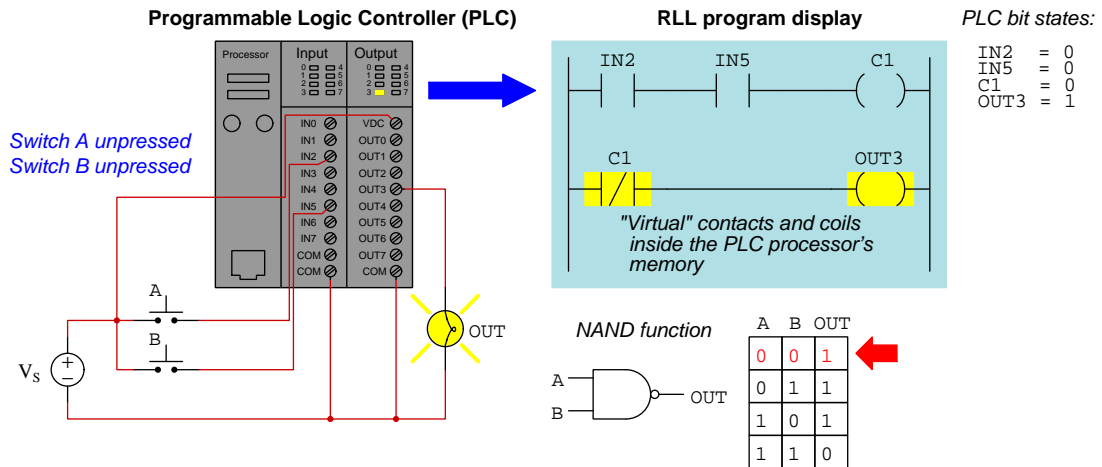 Programmable Logic Controller (PLC)
RLL program display
PLC bit states:
Processor
Input
Output
0 4
1 5
2 6
3 7
0 4
1 5
2 6
3 7
IN0 VDC
IN1 OUT0
IN2 OUT1
IN3 OUT2
IN4 OUT3
IN5 OUT4
IN6 OUT5
IN7 OUT6
COM OUT7
COM COM
Switch A unpressed
Switch B unpressed
A
B
VS
+
−
OUT
IN2 IN5 C1
C1 OUT3
"Virtual" contacts and coils
inside the PLC processor's
memory
IN2 = 0
IN5 = 0
C1 = 0
OUT3 = 1
NAND function
A
B
OUT
A B OUT
0 0 1
0 1 1
1 0 1
1 1 0